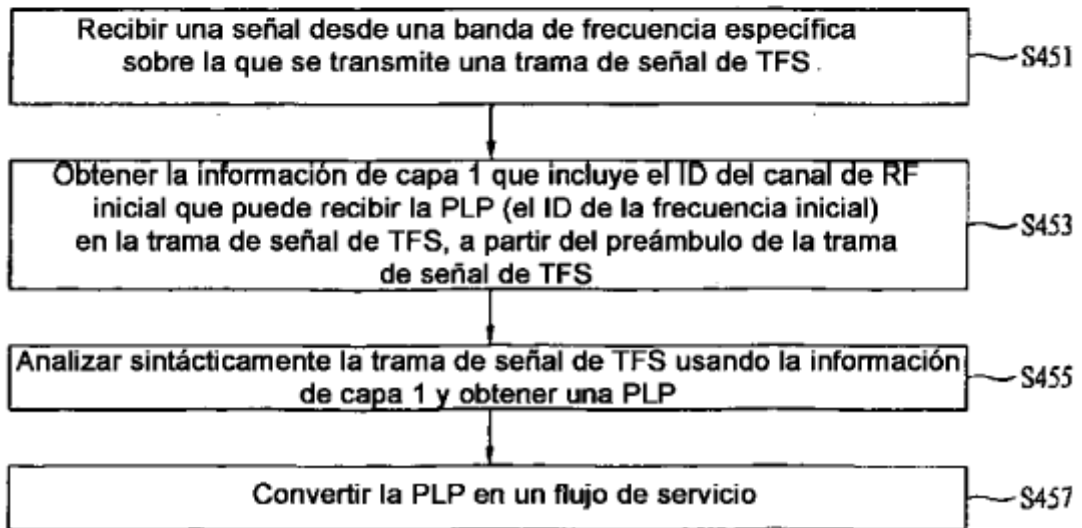 Recibir una señal desde una banda de frecuencia específica
sobre la que se transmite una trama de señal de TFS.
S451
Obtener la información de capa 1 que incluye el ID del canal de RF
inicial que puede recibir la PLP (el ID de la frecuencia inicial)
en la trama de señal de TFS, a partir del preámbulo de la trama
de señal de TFS
S453
Analizar sintácticamente la trama de señal de TFS usando la información
de capa 1 y obtener una PLP
S455
Convertir la PLP en un flujo de servicio
S457